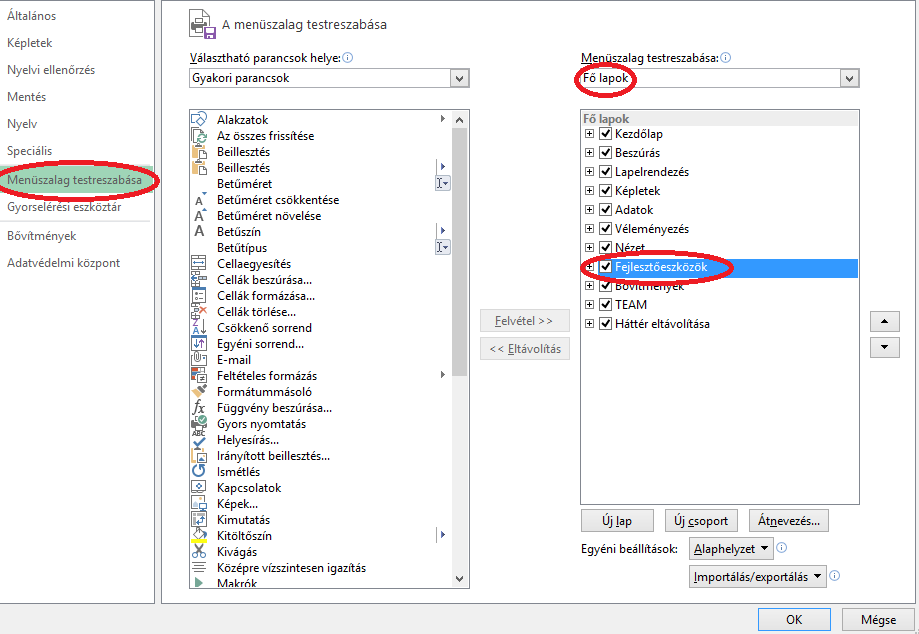 Általános
Képletek
Nyelvi ellenőrzés
Mentés
Nyelv
Speciális
Menüszalag testreszabása
Gyorselérési eszköztár
Bővítmények
Adatvédelmi központ
A menüszalag testreszabása
Választható parancsok helye:
Gyakori parancsok
Alakzatok
Az összes frissítése
Beillesztés
Beillesztés
Betűméret
Betűméret csökkentése
Betűméret növelése
Betűszín
Betűtípus
Cellaegyesítés
Cellák beszúrása...
Cellák formázása...
Cellák törlése...
Csökkenő sorrend
Egyéni sorrend...
E-mail
Feltételes formázás
Formátummásoló
Függvény beszúrása...
Gyors nyomtatás
Helyesírás...
Irányított beillesztés...
Ismétlés
Kapcsolatok
Képek...
Kimutatás
Kitöltőszín
Kivágás
Középre vízszintesen igazítás
Makrók
Felvétel >>
<< Eltávolítás
Menüszalag testreszabása:
Fő lapok
Fő lapok
Kezdőlap
Beszúrás
Lapelrendezés
Képletek
Adatok
Véleményezés
Nézet
Fejlesztőeszközök
Bővítmények
TEAM
Háttér eltávolítása
Új lap
Új csoport
Átnevezés...
Egyéni beállítások:
Alaphelyzet
Importálás/exportálás
OK
Mégse